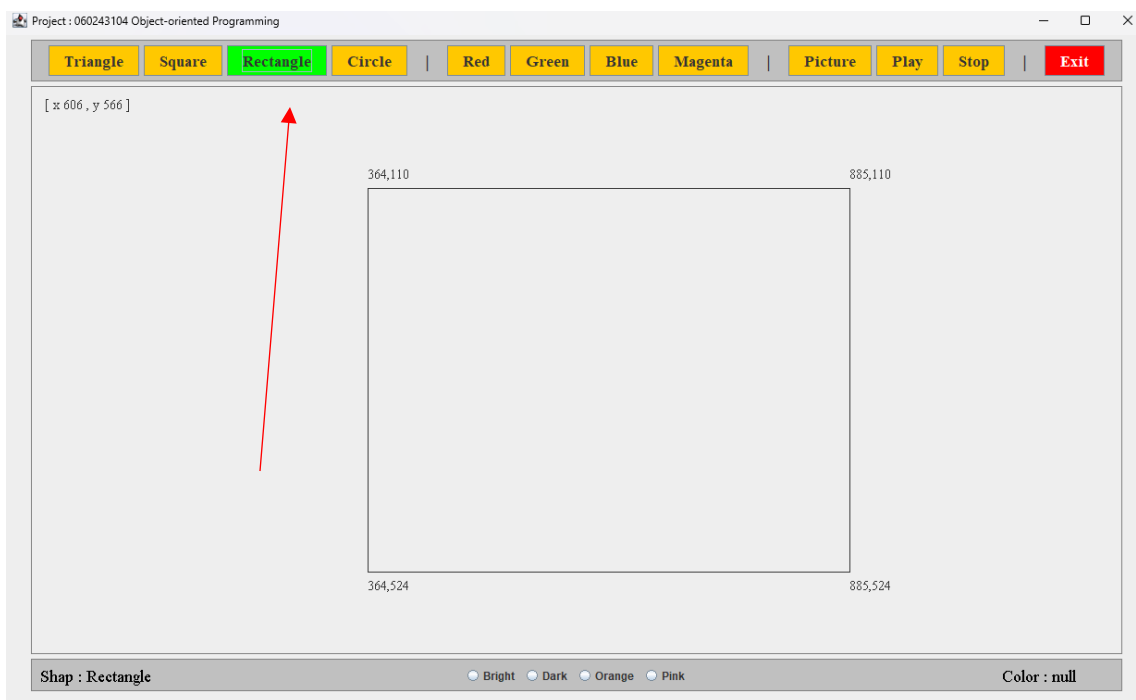 Project : 060243104 Object-oriented Programming
Triangle Square Rectangle Circle | Red Green Blue Magenta | Picture Play Stop | Exit
[ x 606 , y 566 ]
364,110 885,110
364,524 885,524
Shap : Rectangle Bright Dark Orange Pink Color : null